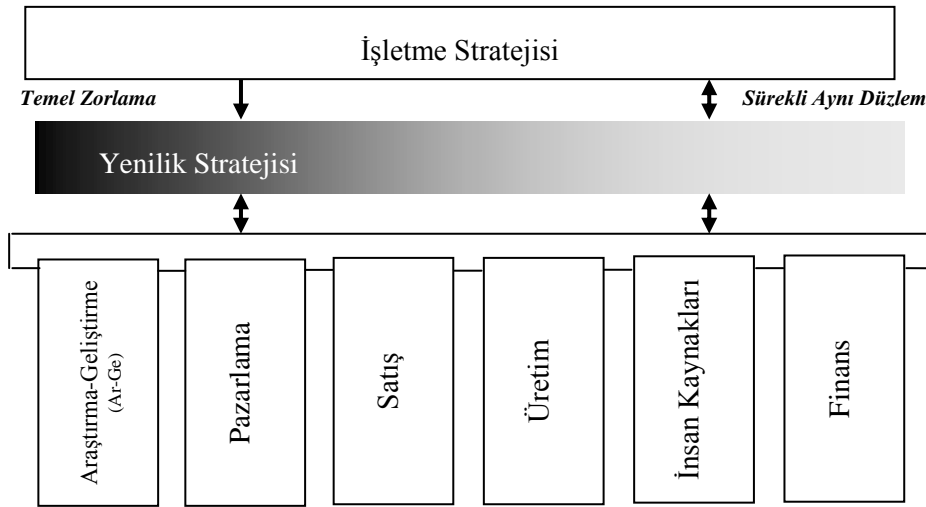 İşletme Stratejisi
Temel Zorlama
Sürekli Aynı Düzlem
Yenilik Stratejisi
Araştırma-Geliştirme
(Ar-Ge)
Pazarlama
Satış
Üretim
İnsan Kaynakları
Finans